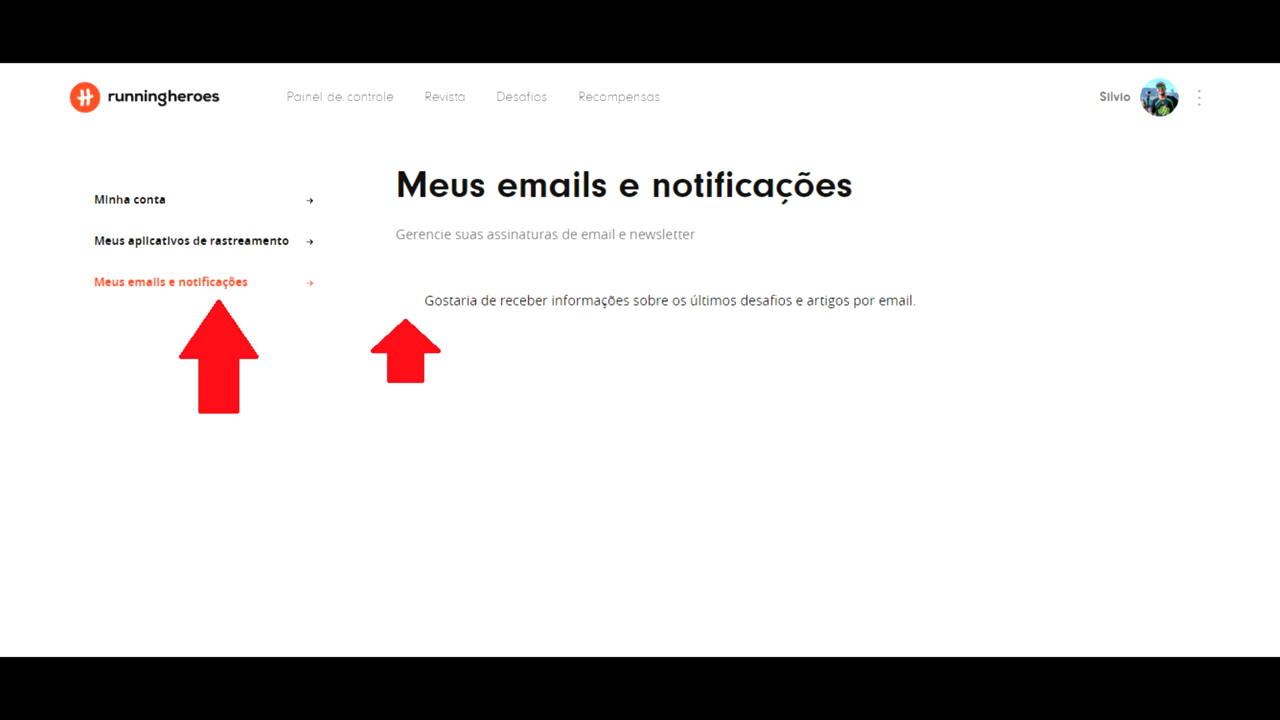 runningheroes
Painel de controle
Revista
Desafios
Recompensas
Silvio
Minha conta
Meus aplicativos de rastreamento
Meus emails e notificações
Meus emails e notificações
Gerencie suas assinaturas de email e newsletter
Gostaria de receber informações sobre os últimos desafios e artigos por email.